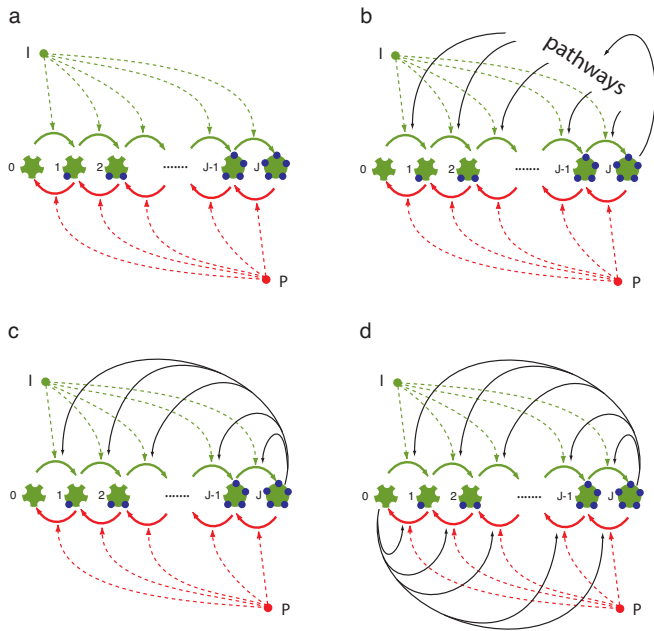 a
I
0
1
2
.......
J-1
J
P
b
I
pathways
0
1
2
.......
J-1
J
P
c
I
0
1
2
.......
J-1
J
P
d
I
0
1
2
.......
J-1
J
P